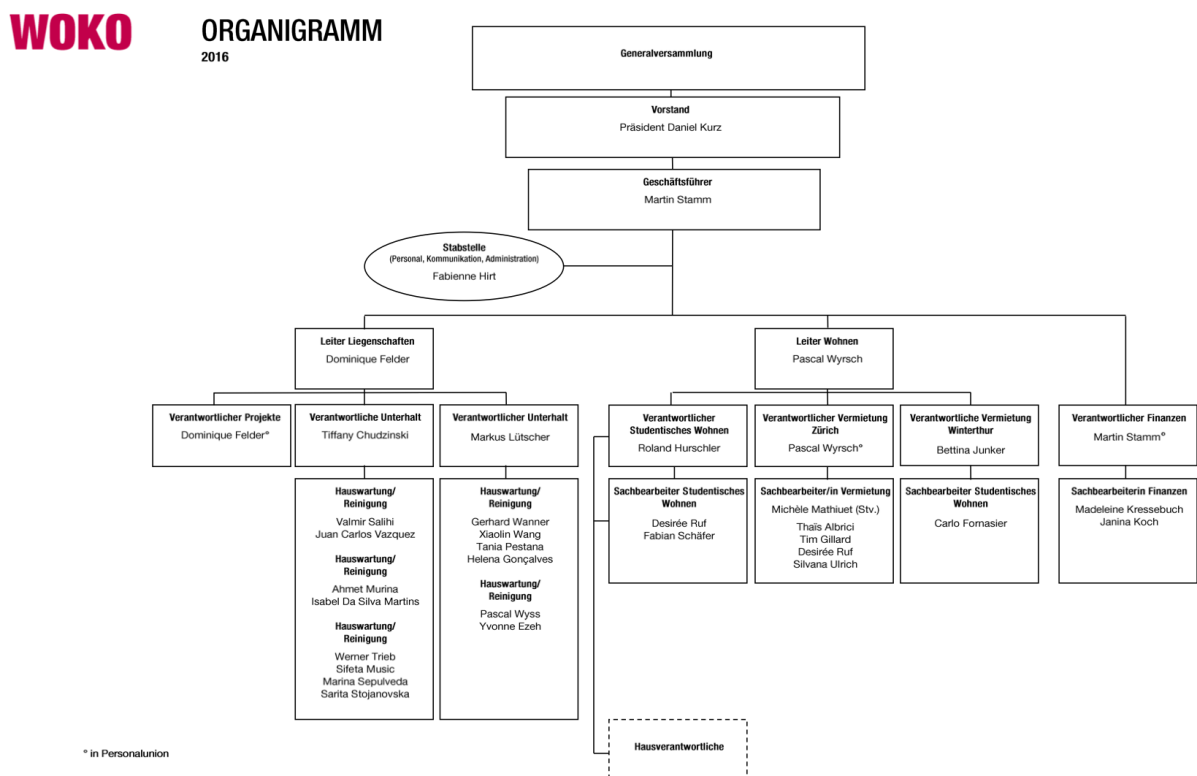 WOKO
ORGANIGRAMM
2016
Generalversammlung
Vorstand
Präsident Daniel Kurz
Geschäftsführer
Martin Stamm
Stabstelle
(Personal, Kommunikation, Administration)
Fabienne Hirt
Leiter Liegenschaften
Dominique Felder
Leiter Wohnen
Pascal Wyrsch
Verantwortlicher Projekte
Dominique Felder°
Verantwortliche Unterhalt
Tiffany Chudzinski
Verantwortlicher Unterhalt
Markus Lütscher
Verantwortlicher
Studentisches Wohnen
Roland Hurschler
Verantwortlicher Vermietung
Zürich
Pascal Wyrsch°
Verantwortliche Vermietung
Winterthur
Bettina Junker
Verantwortlicher Finanzen
Martin Stamm°
Hauswartung/
Reinigung
Valmir Salihi
Juan Carlos Vazquez
Hauswartung/
Reinigung
Ahmet Murina
Isabel Da Silva Martins
Hauswartung/
Reinigung
Werner Trieb
Sifeta Music
Marina Sepulveda
Sarita Stojanovska
Hauswartung/
Reinigung
Gerhard Wanner
Xiaolin Wang
Tania Pestana
Helena Gonçalves
Hauswartung/
Reinigung
Pascal Wyss
Yvonne Ezeh
Sachbearbeiter Studentisches
Wohnen
Desirée Ruf
Fabian Schäfer
Sachbearbeiter/in Vermietung
Michèle Mathiuet (Stv.)
Thaïs Albrici
Tim Gillard
Desirée Ruf
Silvana Ulrich
Sachbearbeiter Studentisches
Wohnen
Carlo Fornasier
Sachbearbeiterin Finanzen
Madeleine Kressebuch
Janina Koch
Hausverantwortliche
° in Personalunion